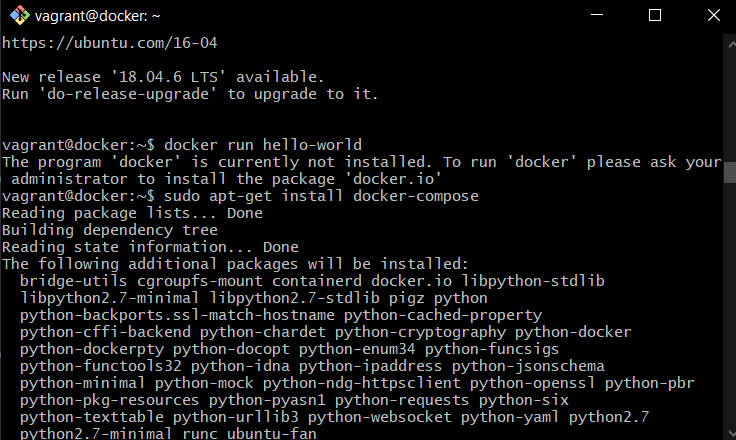 vagrant@docker: ~
https://ubuntu.com/16-04
New release '18.04.6 LTS' available.
Run 'do-release-upgrade' to upgrade to it.
vagrant@docker:~$ docker run hello-world
The program 'docker' is currently not installed. To run 'docker' please ask your
 administrator to install the package 'docker.io'
vagrant@docker:~$ sudo apt-get install docker-compose
Reading package lists... Done
Building dependency tree
Reading state information... Done
The following additional packages will be installed:
  bridge-utils cgroupfs-mount containerd docker.io libpython-stdlib
  libpython2.7-minimal libpython2.7-stdlib pigz python
  python-backports.ssl-match-hostname python-cached-property
  python-cffi-backend python-chardet python-cryptography python-docker
  python-dockerpty python-docopt python-enum34 python-funcsigs
  python-functools32 python-idna python-ipaddress python-jsonschema
  python-minimal python-mock python-ndg-httpsclient python-openssl python-pbr
  python-pkg-resources python-pyasn1 python-requests python-six
  python-texttable python-urllib3 python-websocket python-yaml python2.7
  python2.7-minimal runc ubuntu-fan